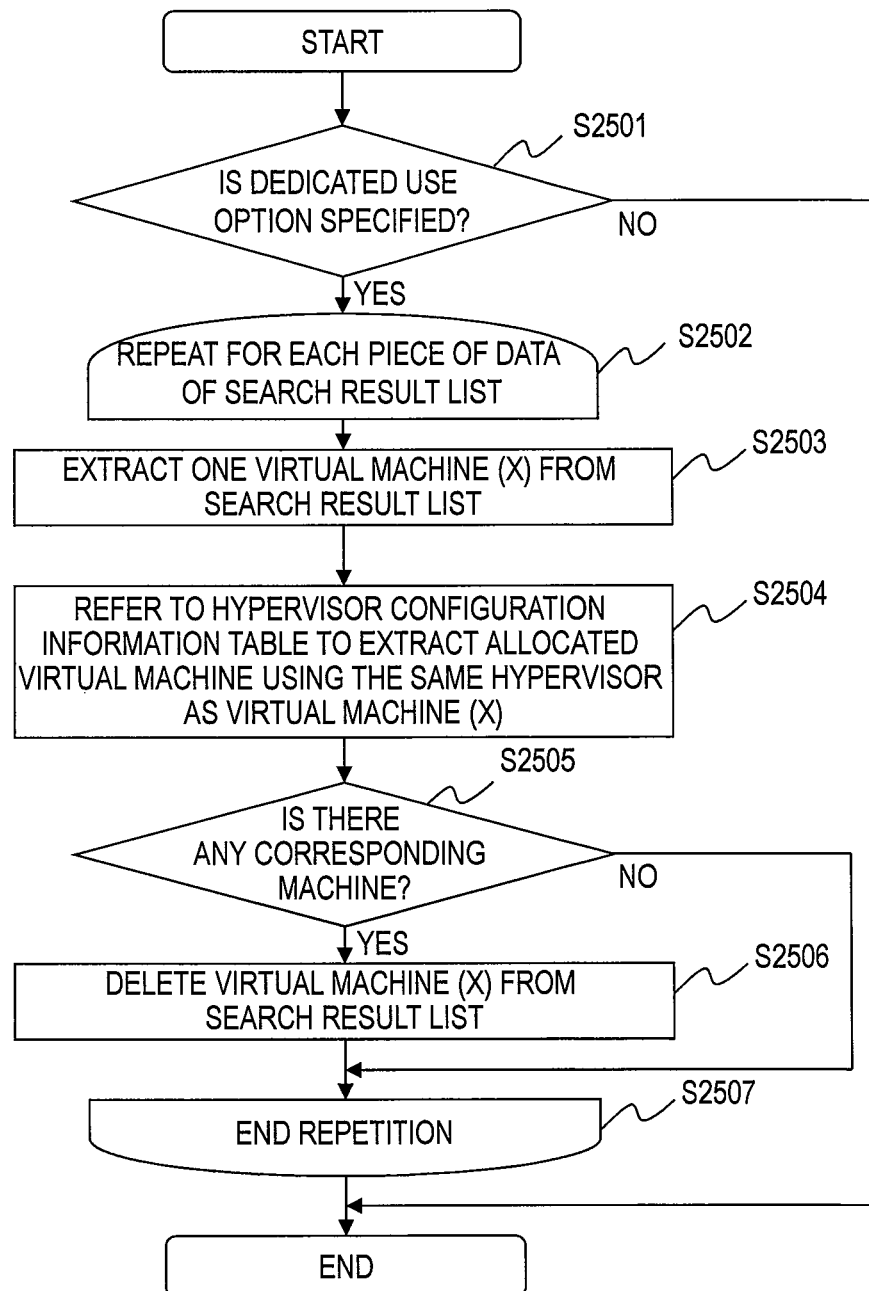 START
S2501
IS DEDICATED USE
OPTION SPECIFIED?
NO
YES
S2502
REPEAT FOR EACH PIECE OF DATA
OF SEARCH RESULT LIST
S2503
EXTRACT ONE VIRTUAL MACHINE (X) FROM
SEARCH RESULT LIST
S2504
REFER TO HYPERVISOR CONFIGURATION
INFORMATION TABLE TO EXTRACT ALLOCATED
VIRTUAL MACHINE USING THE SAME HYPERVISOR
AS VIRTUAL MACHINE (X)
S2505
IS THERE
ANY CORRESPONDING
MACHINE?
NO
YES
S2506
DELETE VIRTUAL MACHINE (X) FROM
SEARCH RESULT LIST
S2507
END REPETITION
END